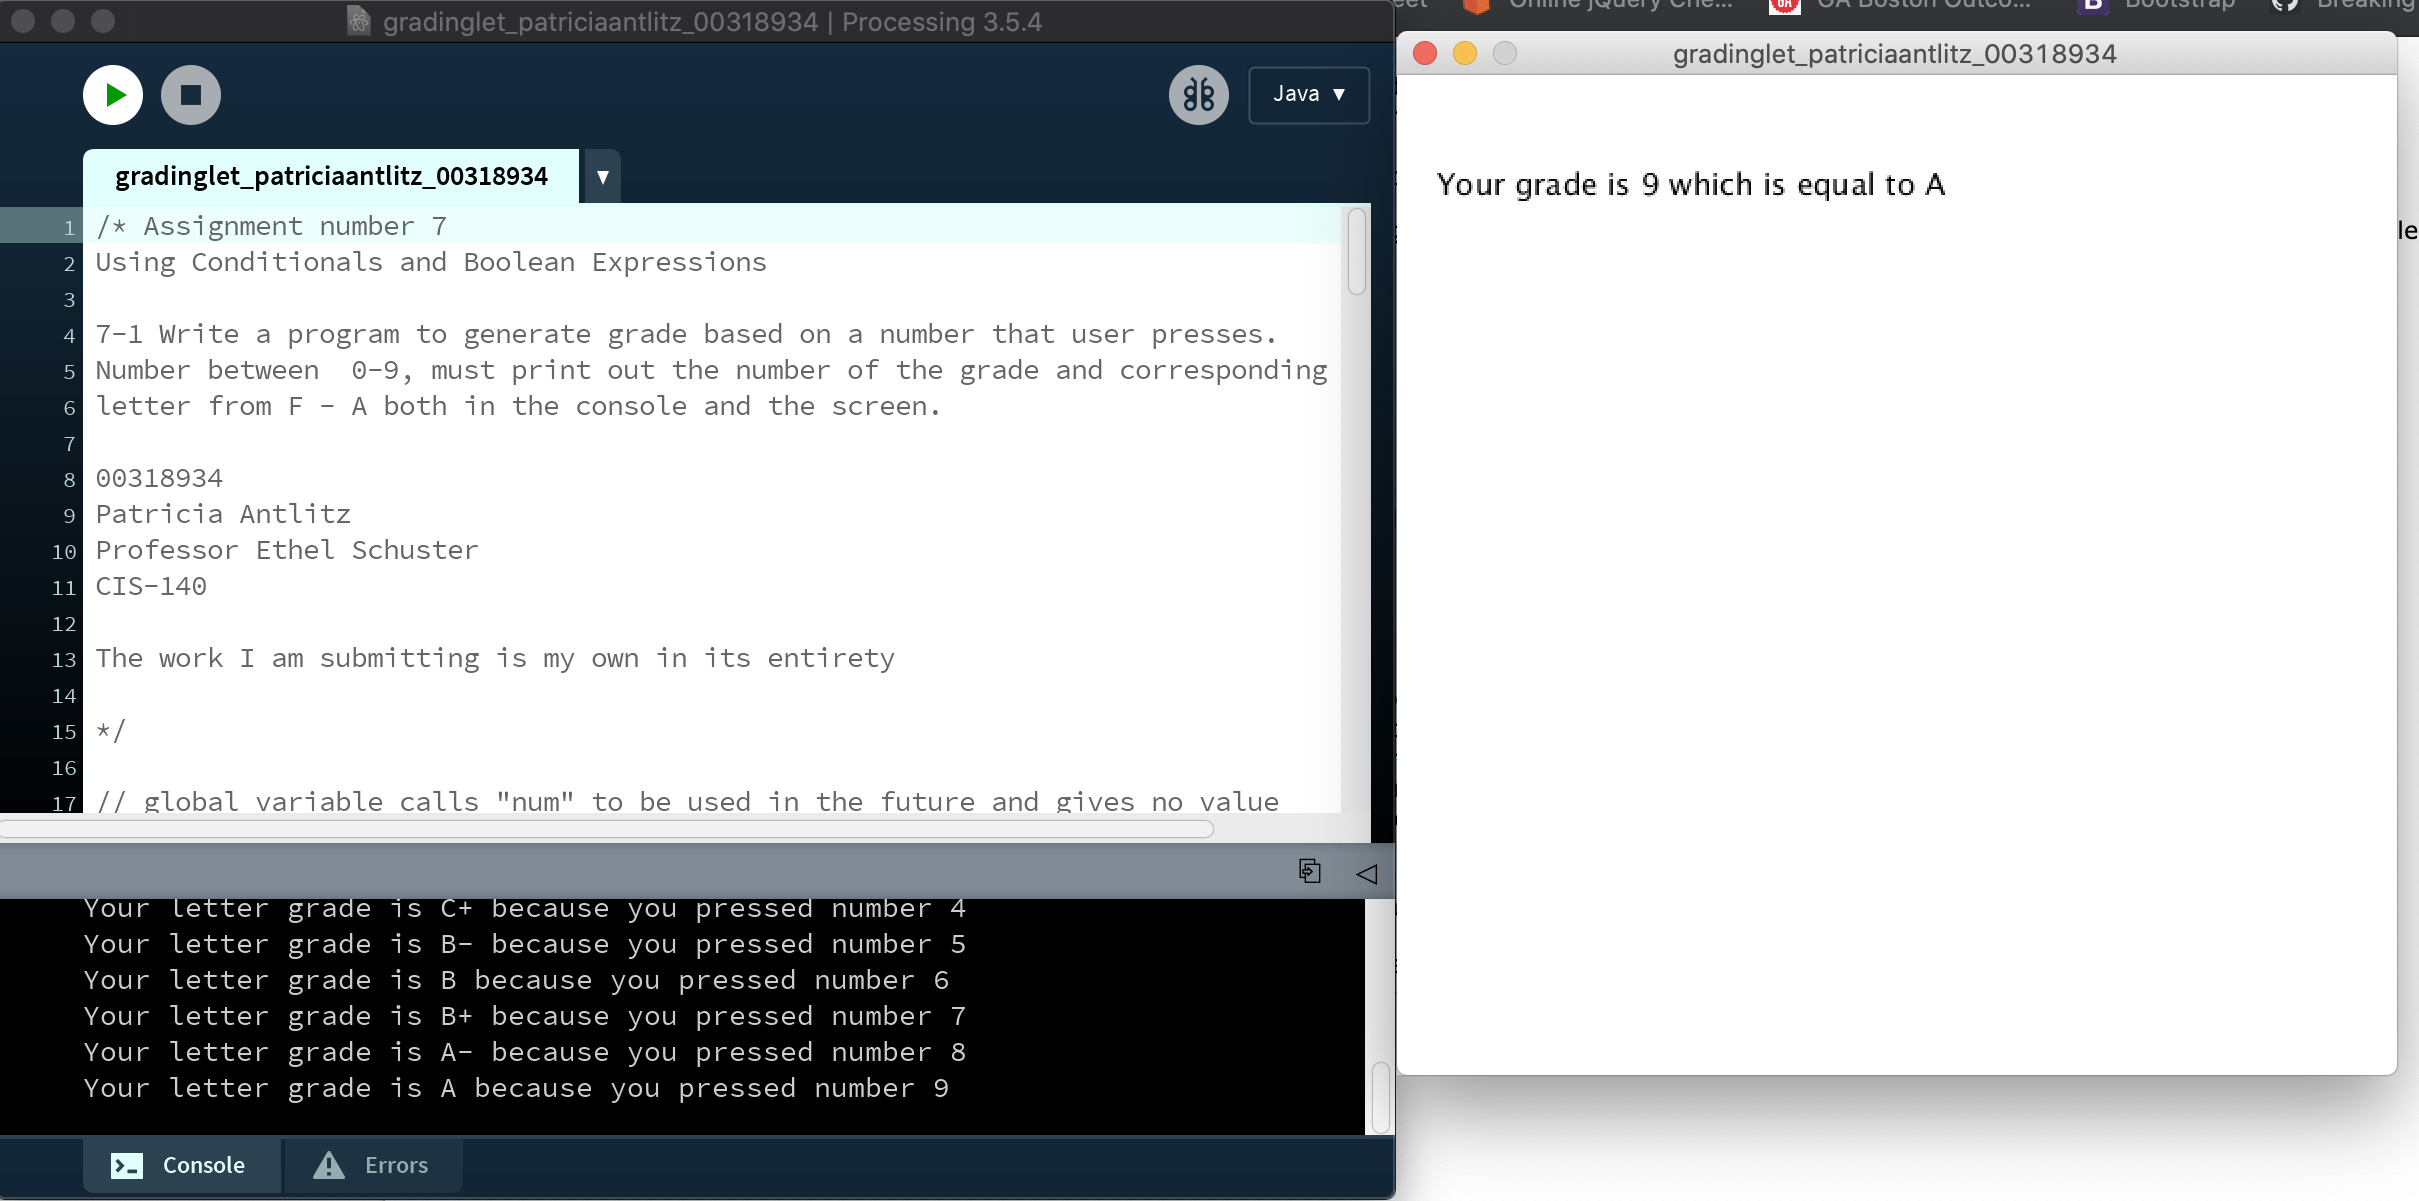 gradinglet_patriciaantlitz_00318934 | Processing 3.5.4
Java
gradinglet_patriciaantlitz_00318934
1 /* Assignment number 7
2 Using Conditionals and Boolean Expressions
3
4 7-1 Write a program to generate grade based on a number that user presses.
5 Number between  0-9, must print out the number of the grade and corresponding
6 letter from F - A both in the console and the screen.
7
8 00318934
9 Patricia Antlitz
10 Professor Ethel Schuster
11 CIS-140
12
13 The work I am submitting is my own in its entirety
14
15 */
16
17 // global variable calls "num" to be used in the future and gives no value
Your letter grade is C+ because you pressed number 4
Your letter grade is B- because you pressed number 5
Your letter grade is B because you pressed number 6
Your letter grade is B+ because you pressed number 7
Your letter grade is A- because you pressed number 8
Your letter grade is A because you pressed number 9
Console
Errors
Online jQuery Che... GA Boston Outco... Bootstrap Breaking
gradinglet_patriciaantlitz_00318934
Your grade is 9 which is equal to A